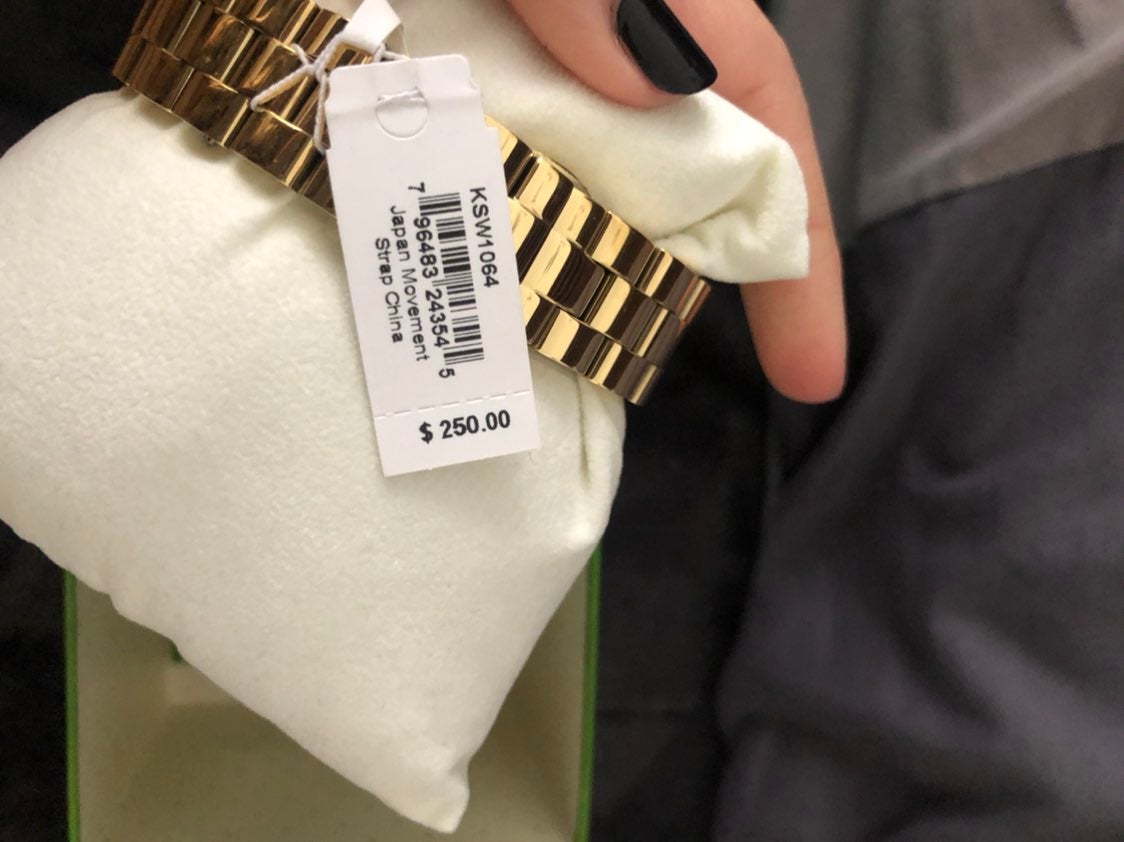 KSW1064
7 96483 24354 5
Japan Movement
Strap China
$ 250.00